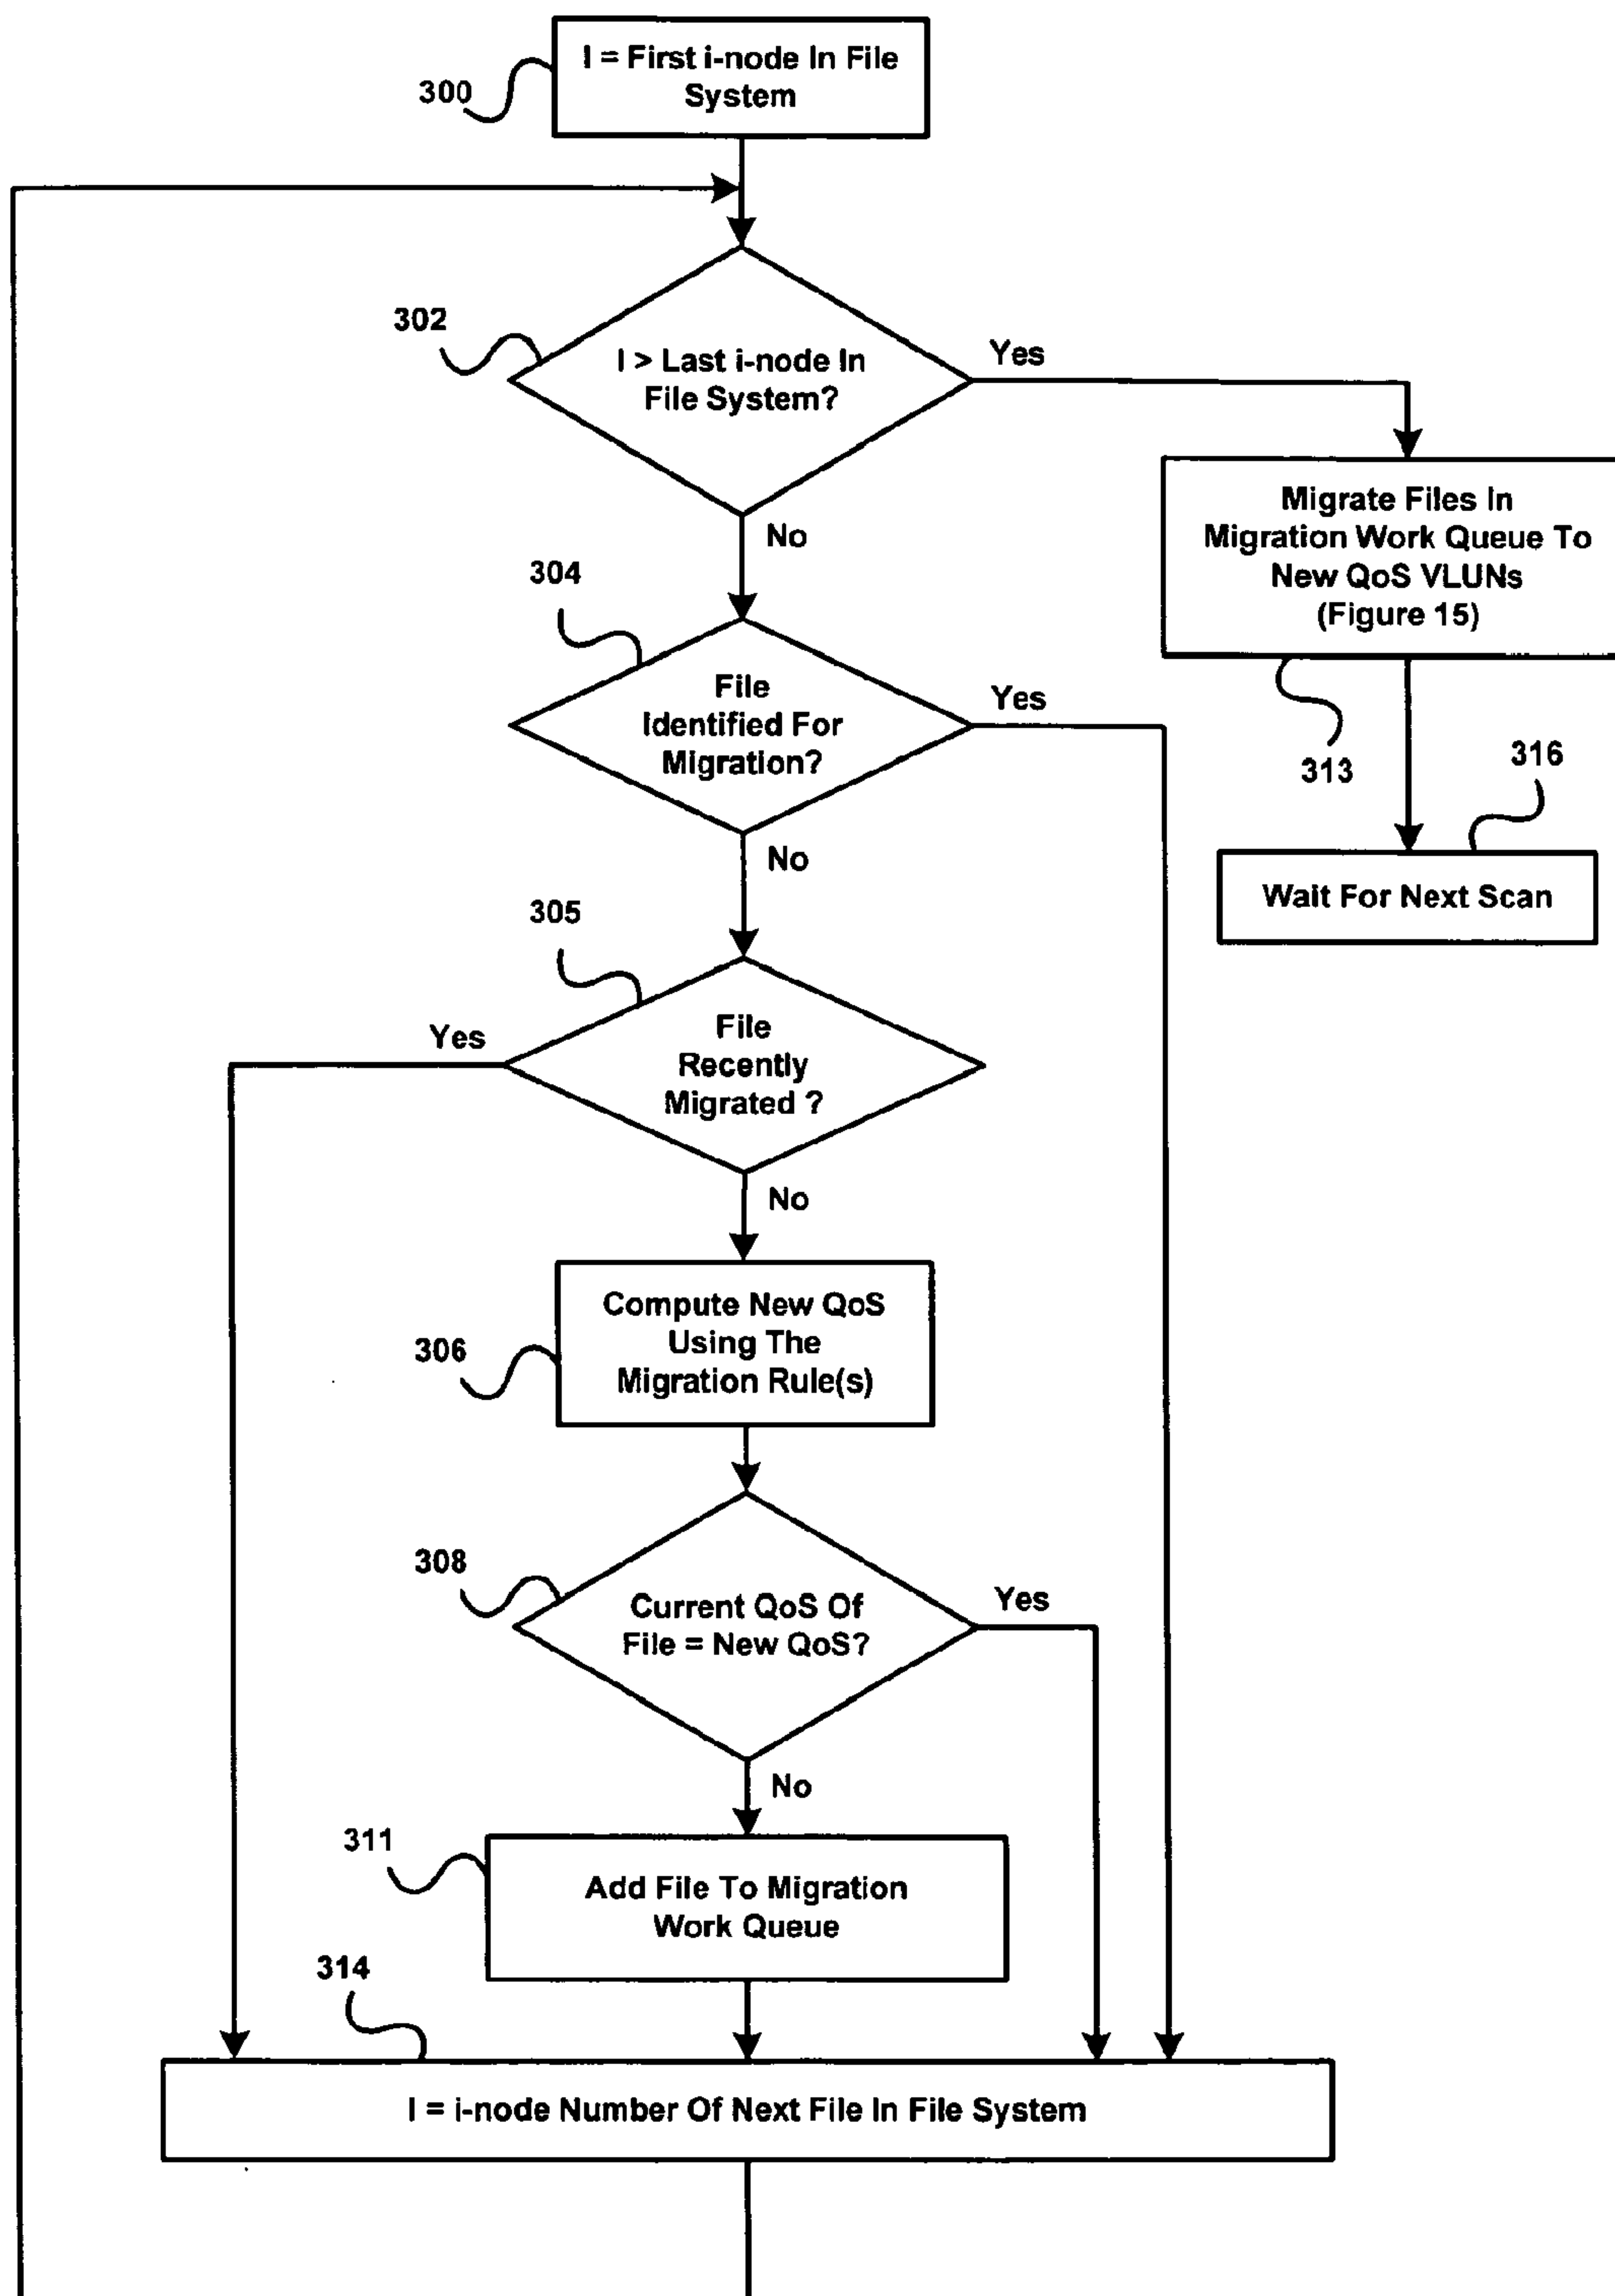 I = First i-node In File
System
300
302
I > Last i-node In
File System?
Yes
No
Migrate Files In
Migration Work Queue To
New QoS VLUNs
(Figure 15)
304
File
Identified For
Migration?
Yes
No
313
316
Wait For Next Scan
305
File
Recently
Migrated ?
Yes
No
306
Compute New QoS
Using The
Migration Rule(s)
308
Current QoS Of
File = New QoS?
Yes
No
311
Add File To Migration
Work Queue
314
I = i-node Number Of Next File In File System